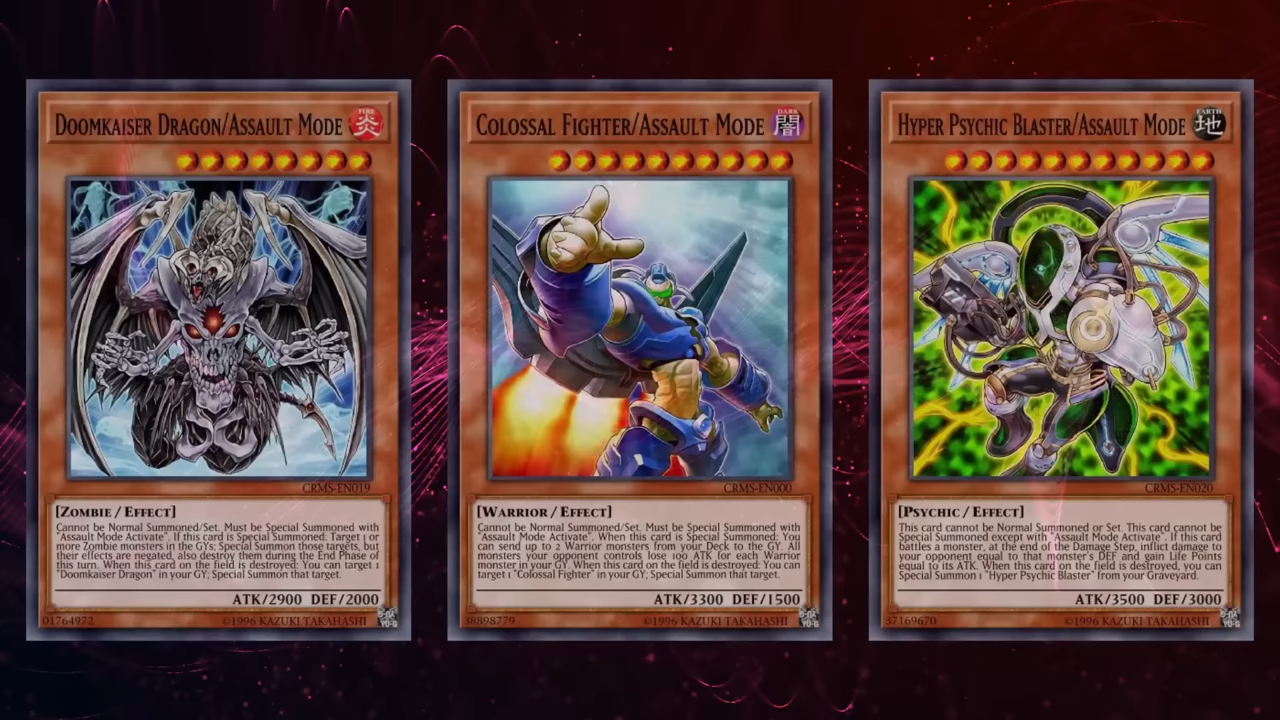 DOOMKAISER DRAGON/ASSAULT MODE
FIRE
炎
CRMS-EN019
[ZOMBIE / EFFECT]
Cannot be Normal Summoned/Set. Must be Special Summoned with
"Assault Mode Activate". If this card is Special Summoned: Target 1 or
more Zombie monsters in the GYs; Special Summon those targets, but
their effects are negated, also destroy them during the End Phase of
this turn. When this card on the field is destroyed: You can target 1
"Doomkaiser Dragon" in your GY; Special Summon that target.
ATK/2900 DEF/2000
01764972
©1996 KAZUKI TAKAHASHI
COLOSSAL FIGHTER/ASSAULT MODE
DARK
闇
CRMS-EN000
[WARRIOR / EFFECT]
Cannot be Normal Summoned/Set. Must be Special Summoned with
"Assault Mode Activate". When this card is Special Summoned: You
can send up to 2 Warrior monsters from your Deck to the GY. All
monsters your opponent controls lose 100 ATK for each Warrior
monster in your GY. When this card on the field is destroyed: You can
target 1 "Colossal Fighter" in your GY; Special Summon that target.
ATK/3300 DEF/1500
38898779
©1996 KAZUKI TAKAHASHI
HYPER PSYCHIC BLASTER/ASSAULT MODE
EARTH
地
CRMS-EN020
[PSYCHIC / EFFECT]
This card cannot be Normal Summoned or Set. This card cannot be
Special Summoned except with "Assault Mode Activate". If this card
battles a monster, at the end of the Damage Step, inflict damage to
your opponent equal to that monster's DEF and gain Life Points
equal to its ATK. When this card on the field is destroyed, you can
Special Summon 1 "Hyper Psychic Blaster" from your Graveyard.
ATK/3500 DEF/3000
37169670
©1996 KAZUKI TAKAHASHI